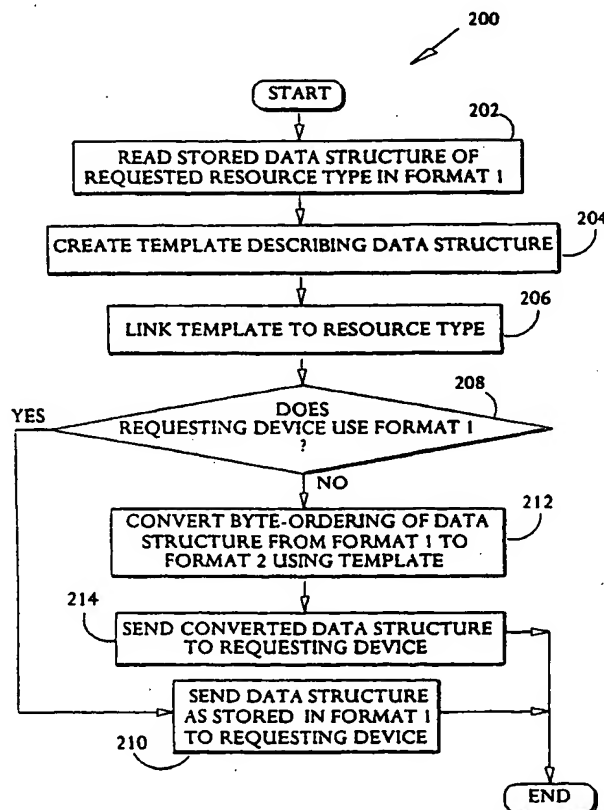 200
START
202
READ STORED DATA STRUCTURE OF
REQUESTED RESOURCE TYPE IN FORMAT 1
204
CREATE TEMPLATE DESCRIBING DATA STRUCTURE
206
LINK TEMPLATE TO RESOURCE TYPE
208
YES
DOES
REQUESTING DEVICE USE FORMAT 1
?
NO
212
CONVERT BYTE-ORDERING OF DATA
STRUCTURE FROM FORMAT 1 TO
FORMAT 2 USING TEMPLATE
214
SEND CONVERTED DATA STRUCTURE
TO REQUESTING DEVICE
SEND DATA STRUCTURE
AS STORED IN FORMAT 1
TO REQUESTING DEVICE
210
END